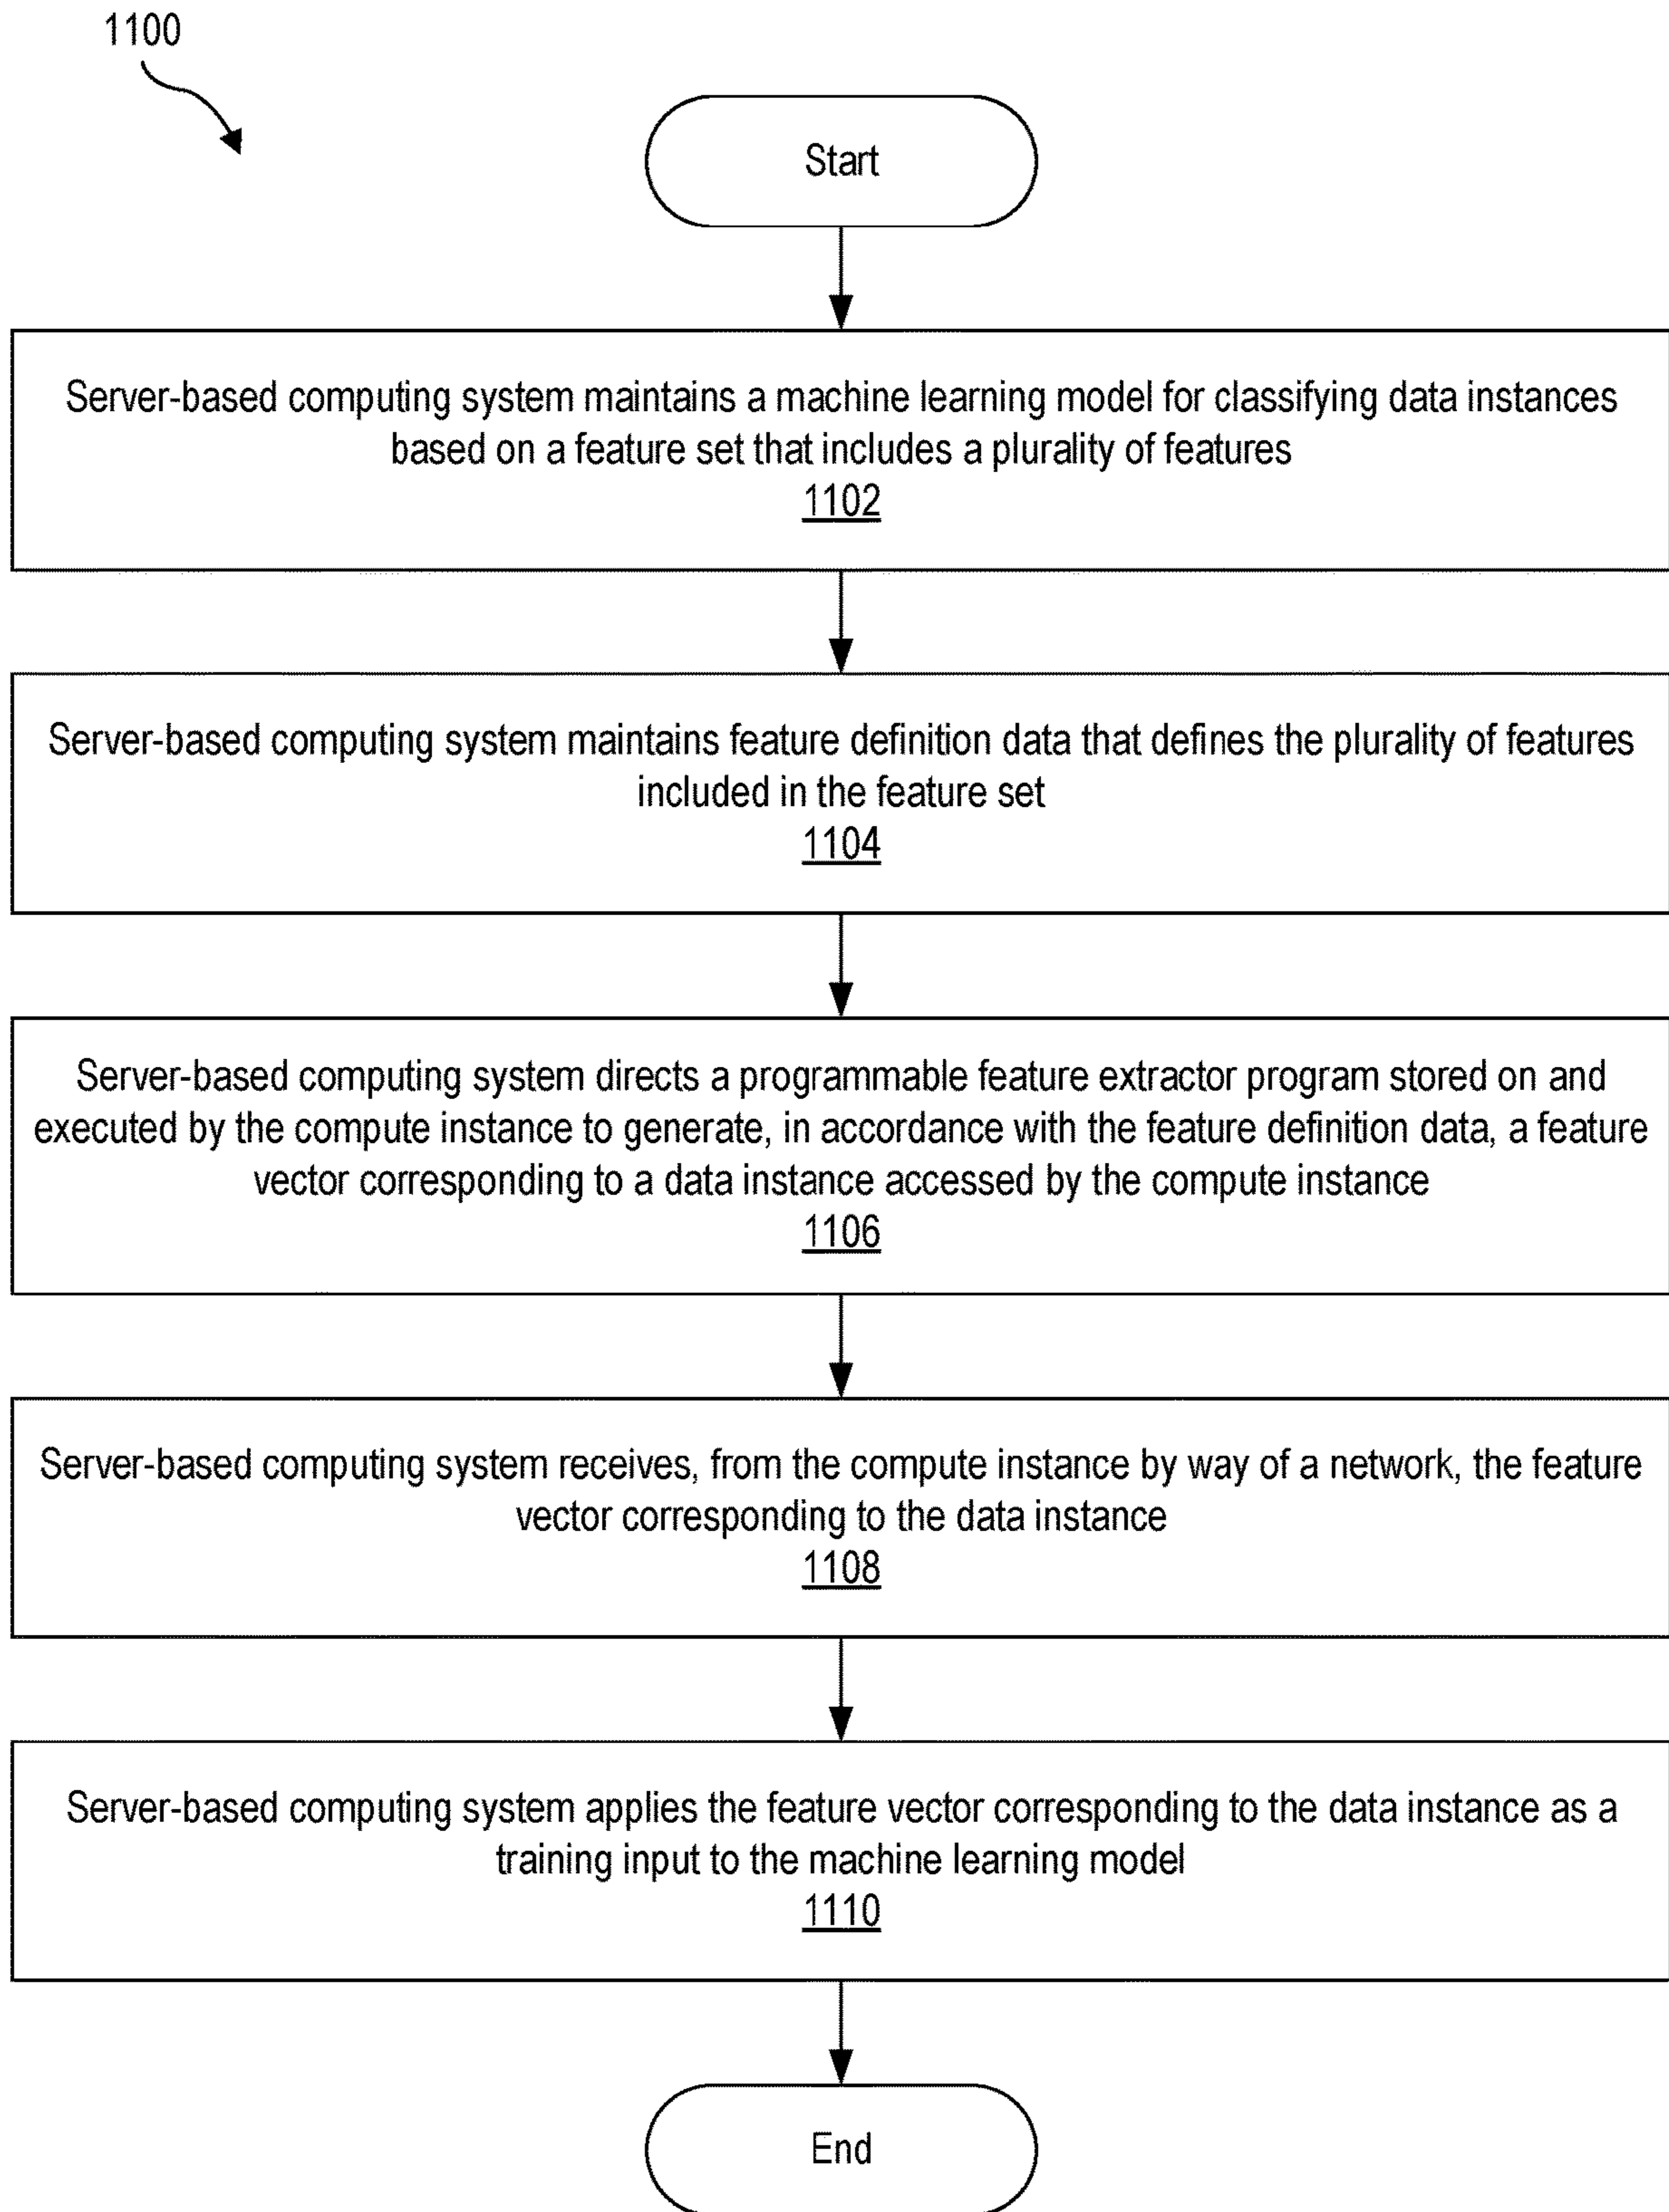 1100
Start
Server-based computing system maintains a machine learning model for classifying data instances
based on a feature set that includes a plurality of features
1102
Server-based computing system maintains feature definition data that defines the plurality of features
included in the feature set
1104
Server-based computing system directs a programmable feature extractor program stored on and
executed by the compute instance to generate, in accordance with the feature definition data, a feature
vector corresponding to a data instance accessed by the compute instance
1106
Server-based computing system receives, from the compute instance by way of a network, the feature
vector corresponding to the data instance
1108
Server-based computing system applies the feature vector corresponding to the data instance as a
training input to the machine learning model
1110
End